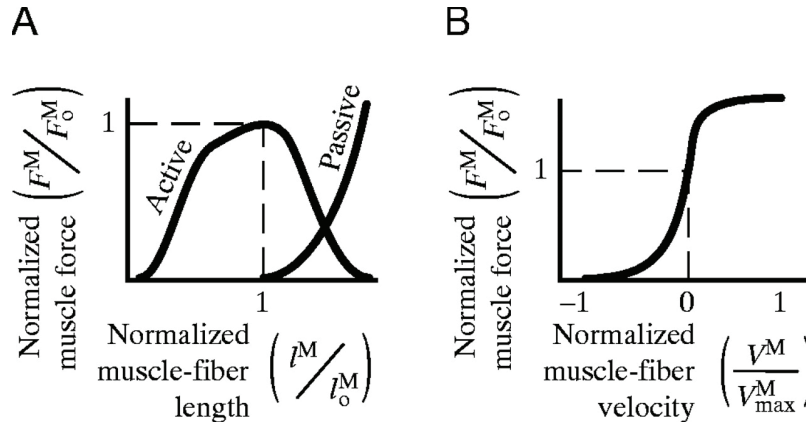 A
Normalized
muscle force
(F^M/F_o^M)
1
Active
Passive
1
Normalized
muscle-fiber
length
(l^M/l_o^M)
B
Normalized
muscle force
(F^M/F_o^M)
1
−1
0
1
Normalized
muscle-fiber
velocity
(V^M/V_max^M)